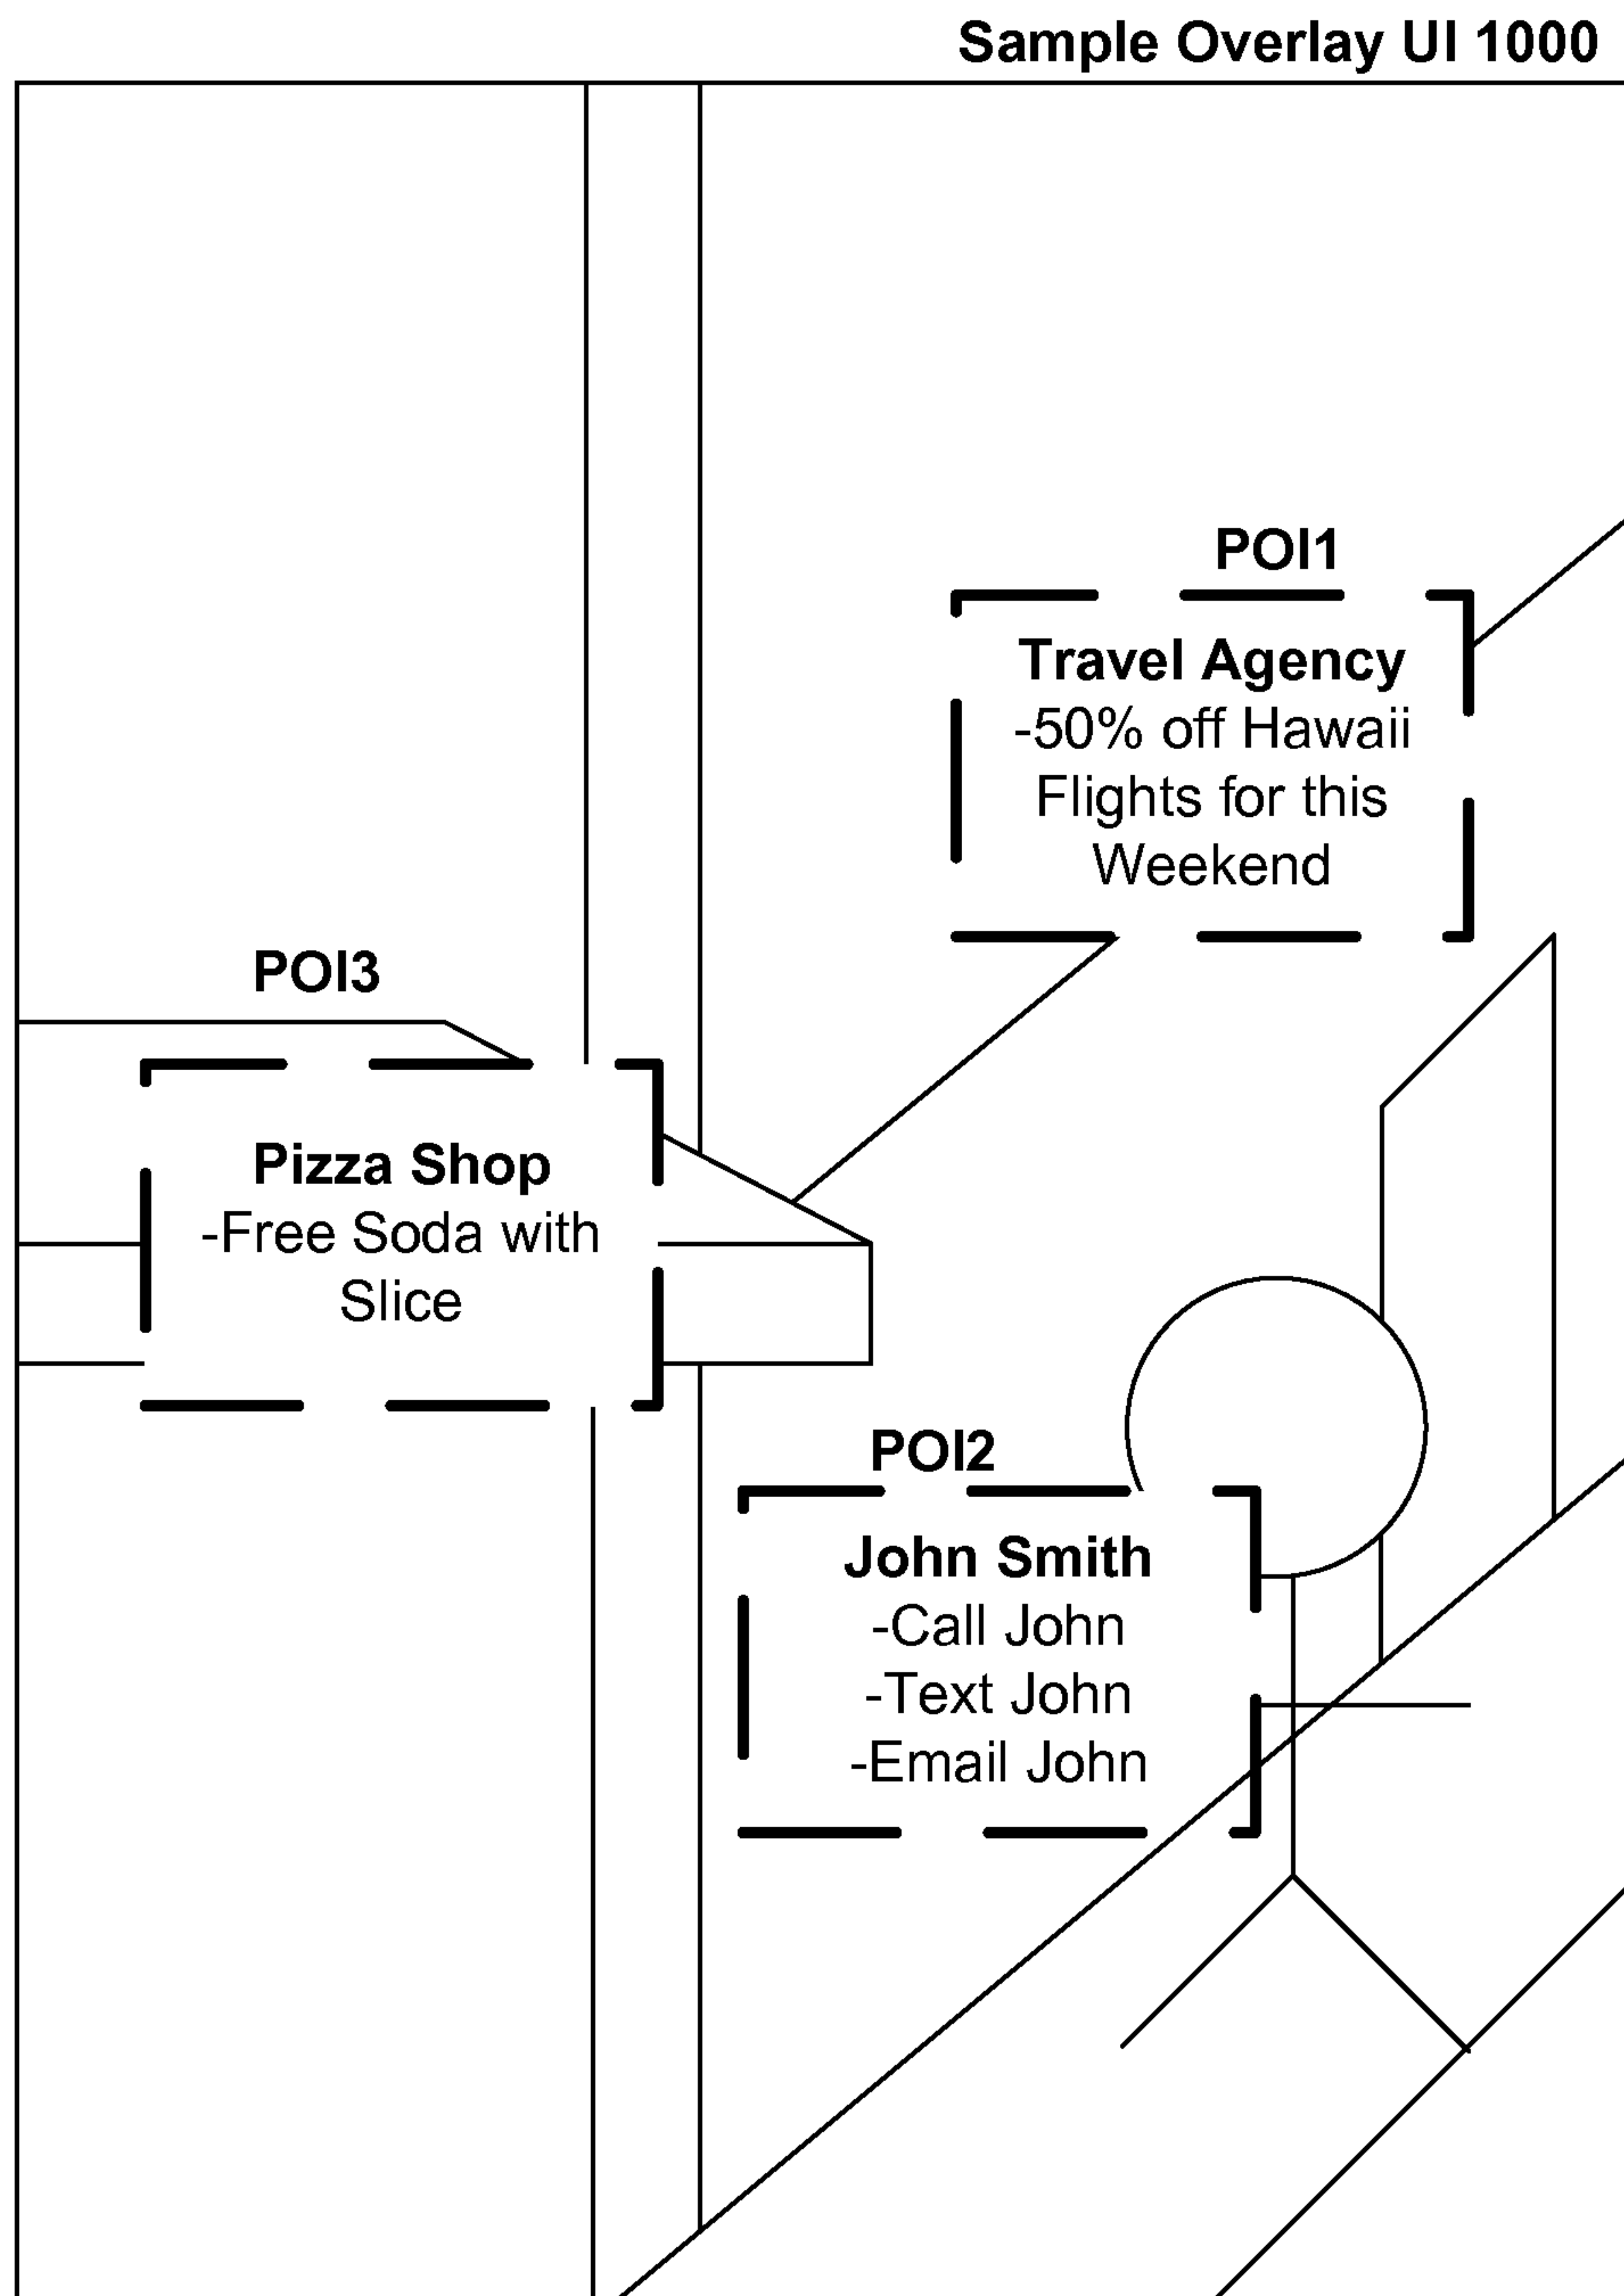 Sample Overlay UI 1000
POI1
Travel Agency
-50% off Hawaii
Flights for this
Weekend
POI3
Pizza Shop
-Free Soda with
Slice
POI2
John Smith
-Call John
-Text John
-Email John